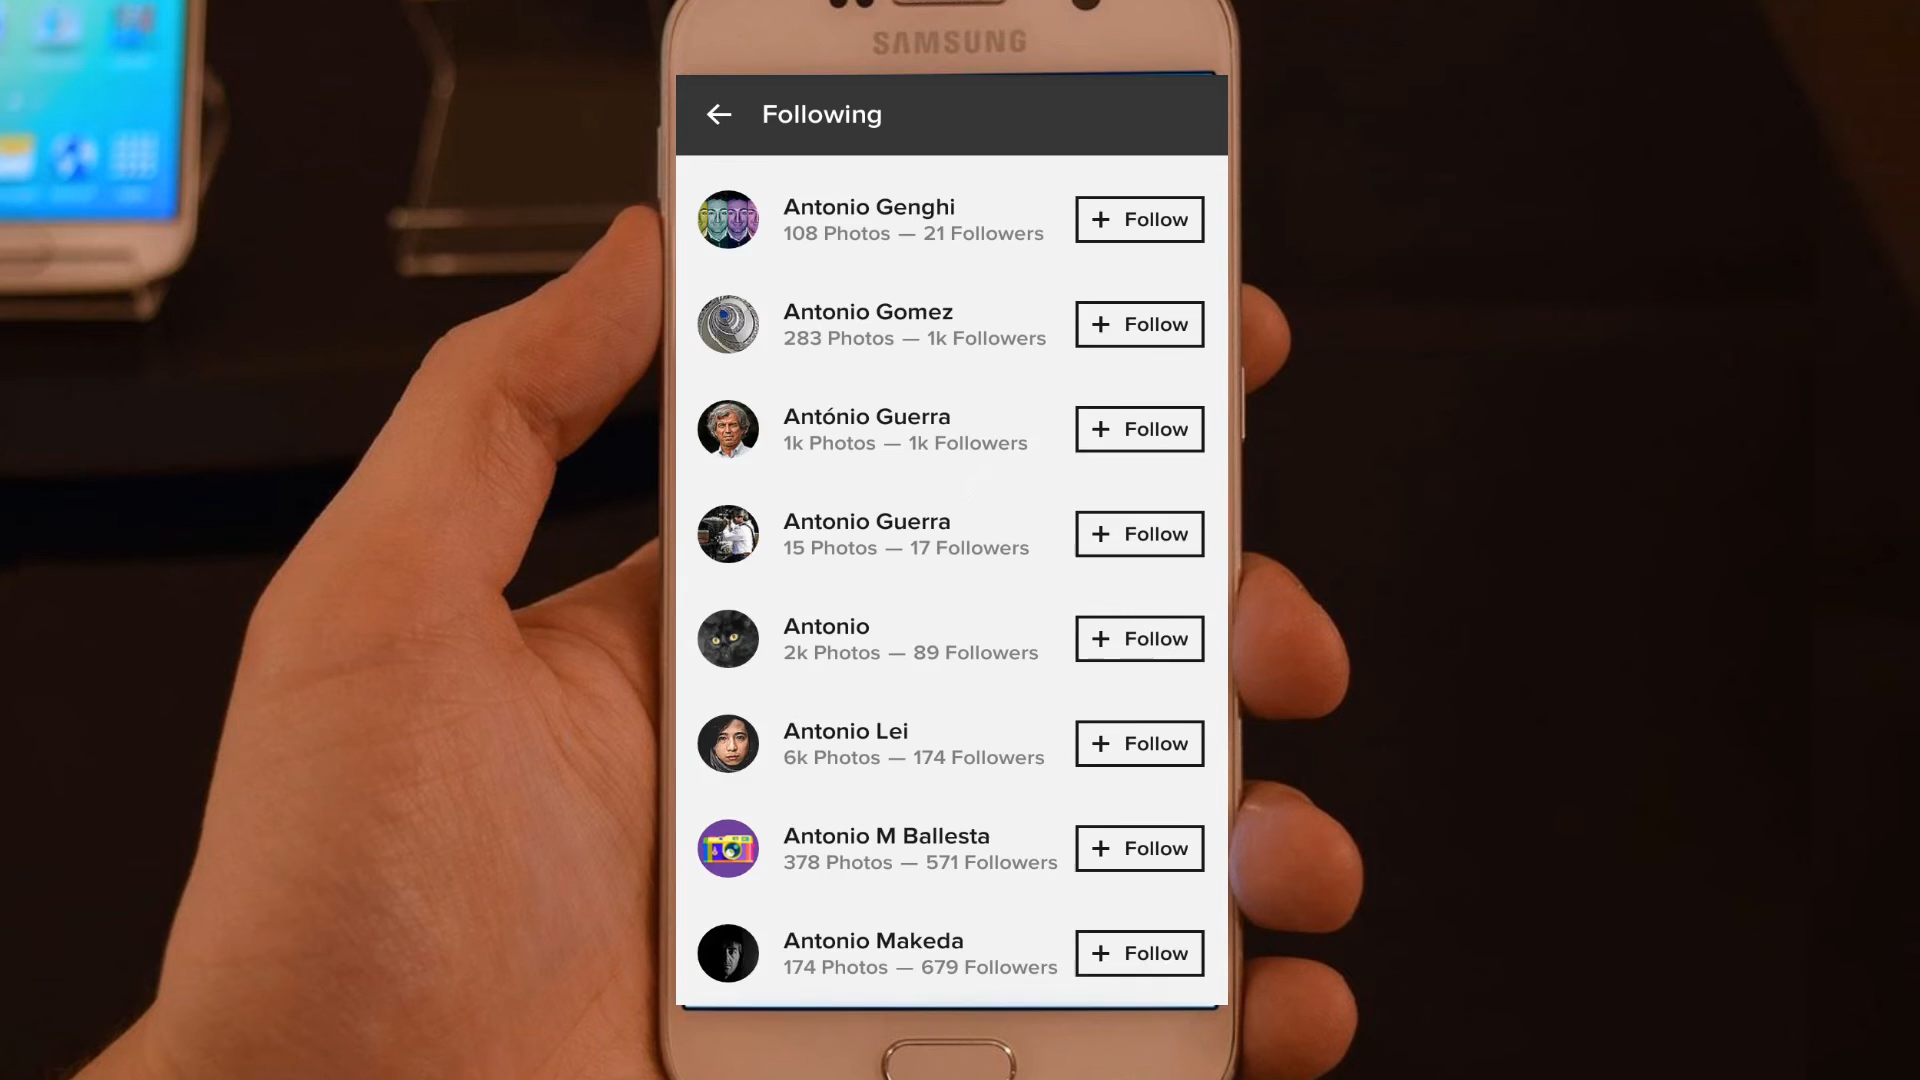 SAMSUNG
Following
Antonio Genghi
108 Photos — 21 Followers
+ Follow
Antonio Gomez
283 Photos — 1k Followers
+ Follow
António Guerra
1k Photos — 1k Followers
+ Follow
Antonio Guerra
15 Photos — 17 Followers
+ Follow
Antonio
2k Photos — 89 Followers
+ Follow
Antonio Lei
6k Photos — 174 Followers
+ Follow
Antonio M Ballesta
378 Photos — 571 Followers
+ Follow
Antonio Makeda
174 Photos — 679 Followers
+ Follow